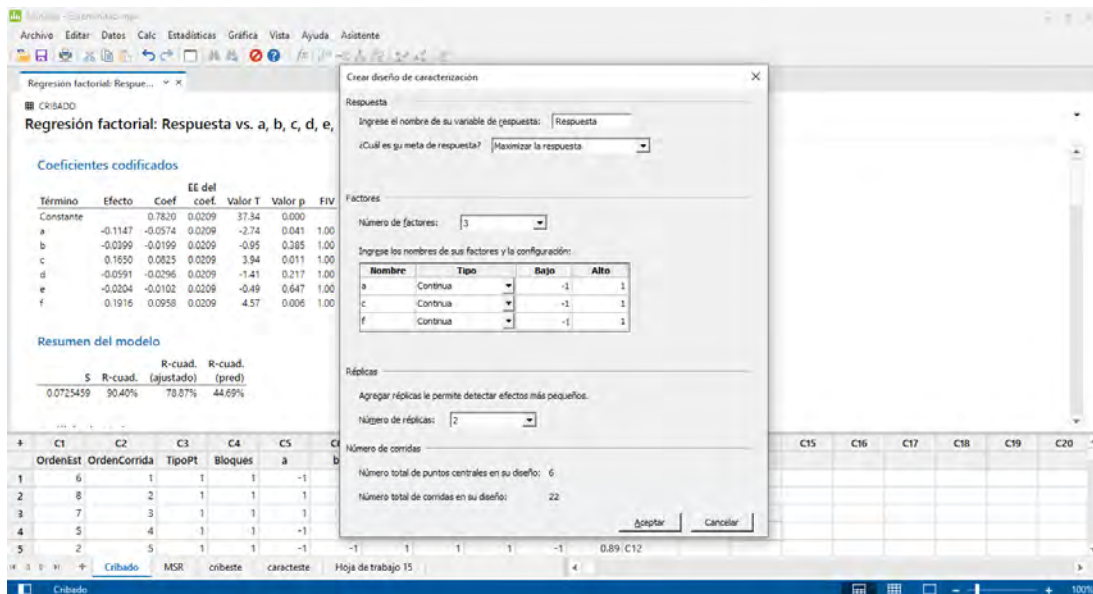 Archivo Editar Datos Calc Estadísticas Gráfica Vista Ayuda Asistente
Regresión factorial: Respue...
CRIBADO
Regresión factorial: Respuesta vs. a, b, c, d, e,
Coeficientes codificados
EE del
Término Efecto Coef coef. Valor T Valor p FIV
Constante 0.7820 0.0209 37.34 0.000
a -0.1147 -0.0574 0.0209 -2.74 0.041 1.00
b -0.0399 -0.0199 0.0209 -0.95 0.385 1.00
c 0.1650 0.0825 0.0209 3.94 0.011 1.00
d -0.0591 -0.0296 0.0209 -1.41 0.217 1.00
e -0.0204 -0.0102 0.0209 -0.49 0.647 1.00
f 0.1916 0.0958 0.0209 4.57 0.006 1.00
Resumen del modelo
R-cuad. R-cuad.
S R-cuad. (ajustado) (pred)
0.0725459 90.40% 78.87% 44.69%
Crear diseño de caracterización
Respuesta
Ingrese el nombre de su variable de respuesta: Respuesta
¿Cuál es su meta de respuesta? Maximizar la respuesta
Factores
Número de factores: 3
Ingrese los nombres de sus factores y la configuración:
Nombre Tipo Bajo Alto
a Continua -1 1
c Continua -1 1
f Continua -1 1
Réplicas
Agregar réplicas le permite detectar efectos más pequeños.
Número de réplicas: 2
Número de corridas
Número total de puntos centrales en su diseño: 6
Número total de corridas en su diseño: 22
Aceptar Cancelar
+ C1 C2 C3 C4 C5 C15 C16 C17 C18 C19 C20
OrdenEst OrdenCorrida TipoPt Bloques a b
1 6 1 1 1 -1
2 8 2 1 1 1
3 7 3 1 1 1
4 5 4 1 1 -1
5 2 5 1 1 -1 -1 1 1 1 -1 0.89 C12
+ Cribado MSR cribeste caracteste Hoja de trabajo 15
Cribado 100%